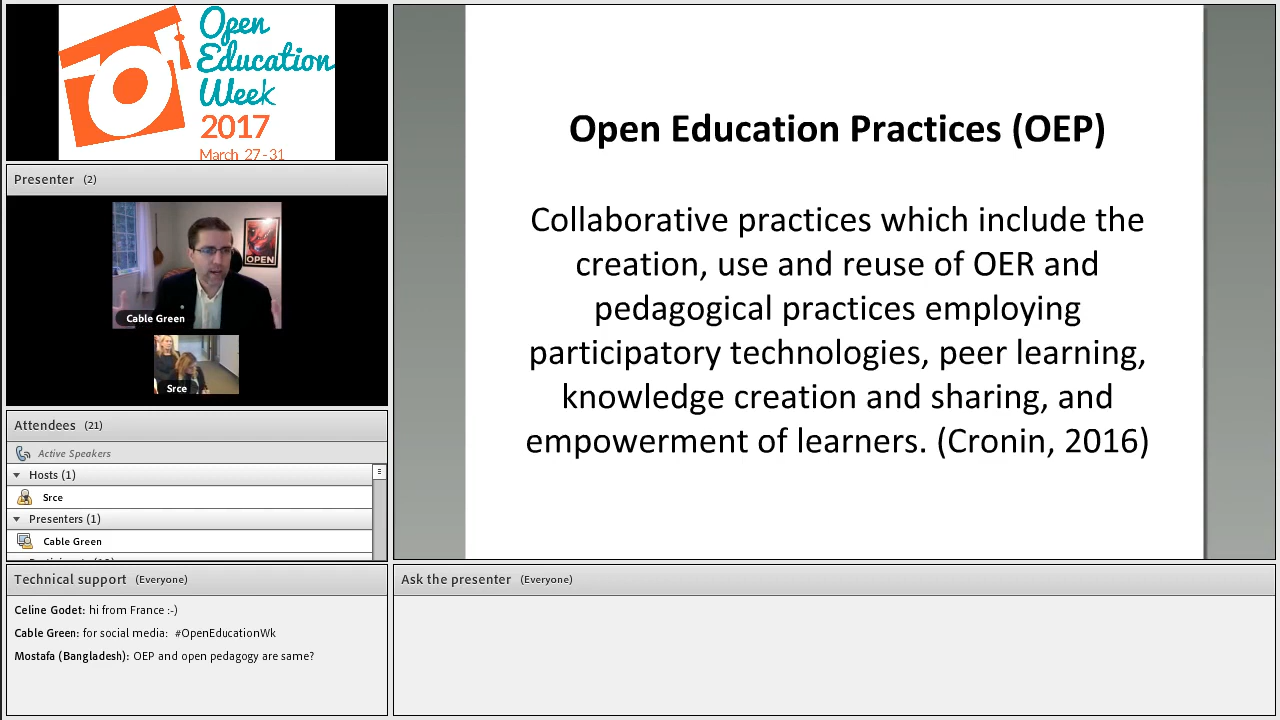 Open
Education
Week
2017
March 27-31
Presenter (2)
OPEN
Cable Green
Srce
Attendees (21)
Active Speakers
Hosts (1)
Srce
Presenters (1)
Cable Green
Technical support (Everyone)
Celine Godet: hi from France :-)
Cable Green: for social media: #OpenEducationWk
Mostafa (Bangladesh): OEP and open pedagogy are same?
Open Education Practices (OEP)
Collaborative practices which include the
creation, use and reuse of OER and
pedagogical practices employing
participatory technologies, peer learning,
knowledge creation and sharing, and
empowerment of learners. (Cronin, 2016)
Ask the presenter (Everyone)